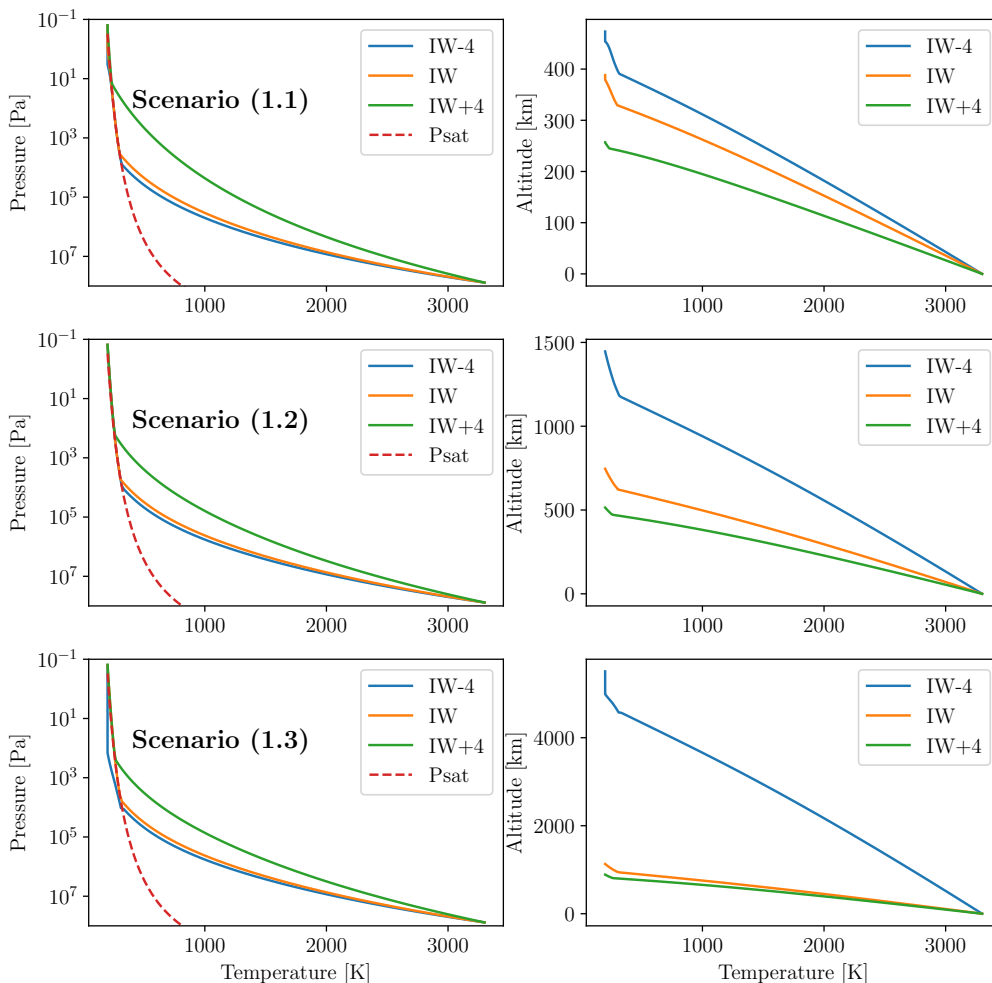 10^{-1}
10^{1}
10^{3}
10^{5}
10^{7}
Pressure [Pa]
1000 2000 3000
Scenario (1.1)
IW-4
IW
IW+4
Psat
400
300
200
100
0
Altitude [km]
1000 2000 3000
IW-4
IW
IW+4
10^{-1}
10^{1}
10^{3}
10^{5}
10^{7}
Pressure [Pa]
1000 2000 3000
Scenario (1.2)
IW-4
IW
IW+4
Psat
1500
1000
500
0
Altitude [km]
1000 2000 3000
IW-4
IW
IW+4
10^{-1}
10^{1}
10^{3}
10^{5}
10^{7}
Pressure [Pa]
1000 2000 3000
Temperature [K]
Scenario (1.3)
IW-4
IW
IW+4
Psat
4000
2000
0
Altitude [km]
1000 2000 3000
Temperature [K]
IW-4
IW
IW+4